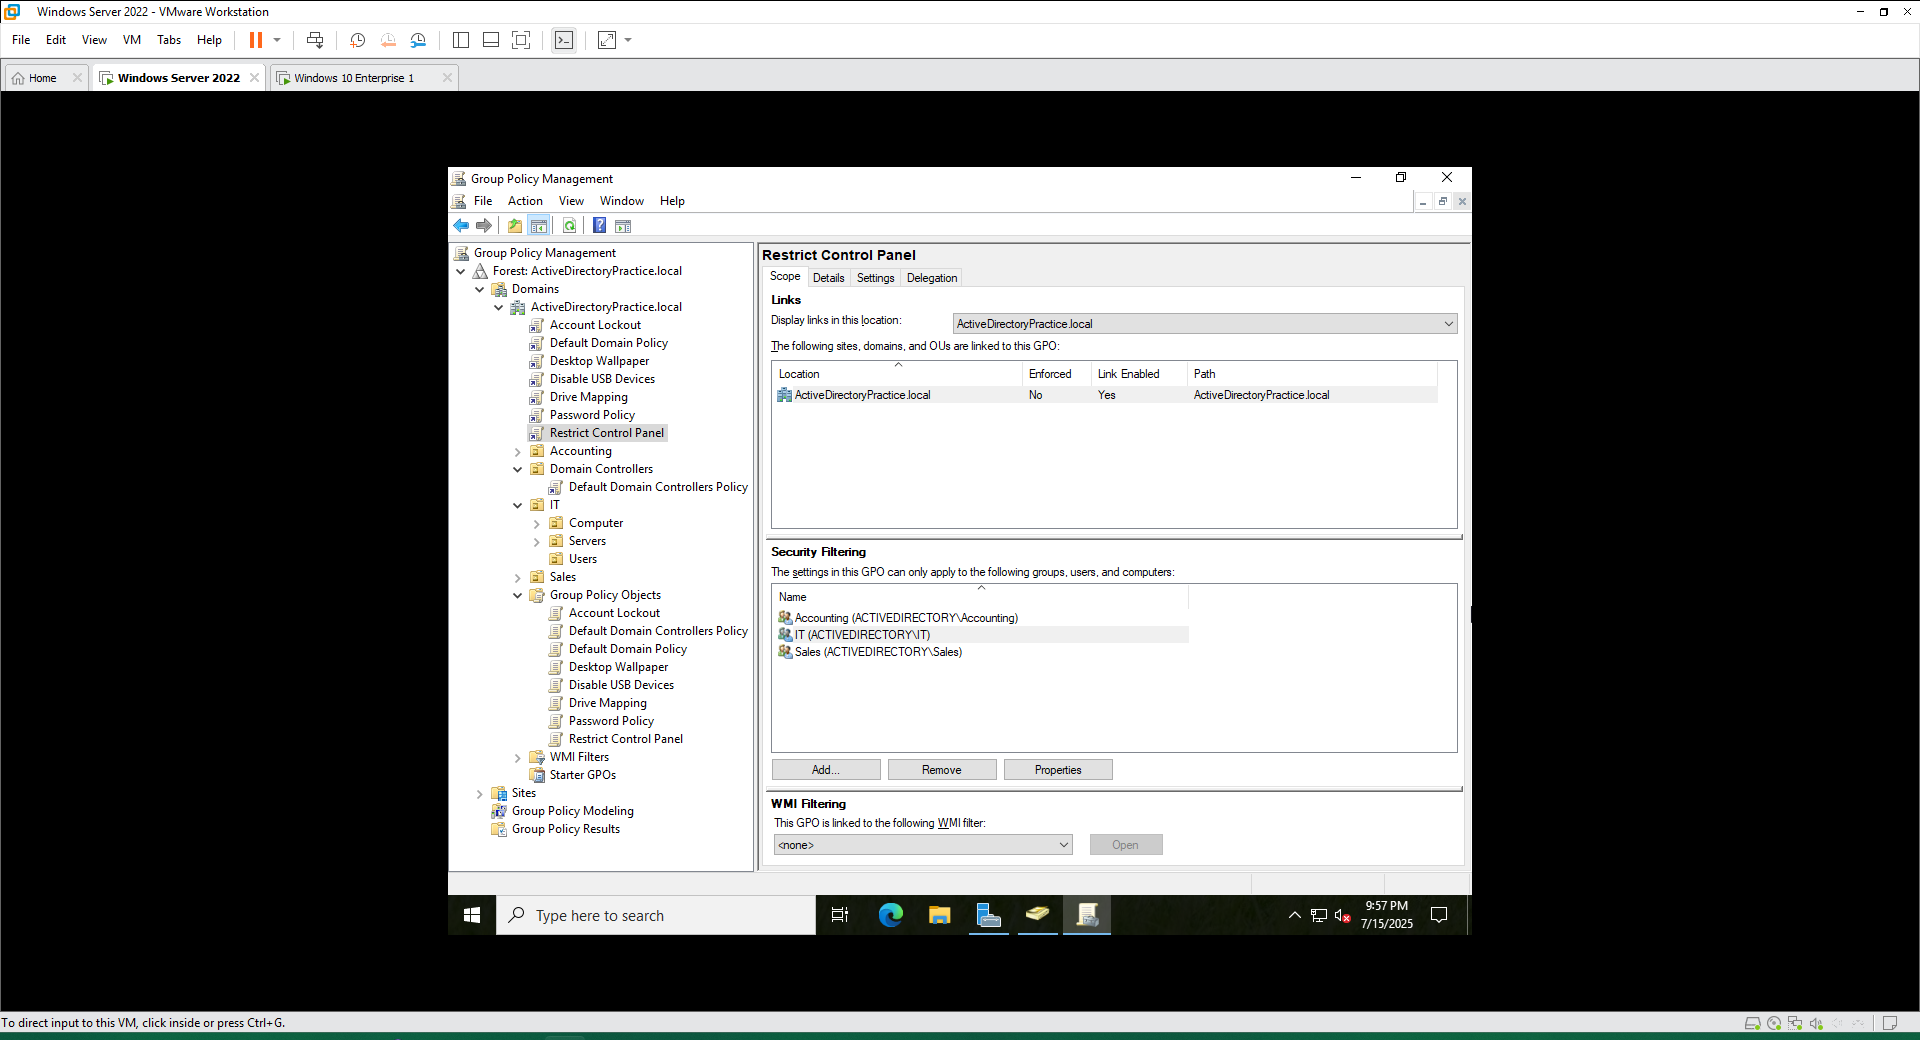 Windows Server 2022 - VMware Workstation
File Edit View VM Tabs Help
Home Windows Server 2022 Windows 10 Enterprise 1
Group Policy Management
File Action View Window Help
Group Policy Management
Forest: ActiveDirectoryPractice.local
Domains
ActiveDirectoryPractice.local
Account Lockout
Default Domain Policy
Desktop Wallpaper
Disable USB Devices
Drive Mapping
Password Policy
Restrict Control Panel
Accounting
Domain Controllers
Default Domain Controllers Policy
IT
Computer
Servers
Users
Sales
Group Policy Objects
Account Lockout
Default Domain Controllers Policy
Default Domain Policy
Desktop Wallpaper
Disable USB Devices
Drive Mapping
Password Policy
Restrict Control Panel
WMI Filters
Starter GPOs
Sites
Group Policy Modeling
Group Policy Results
Restrict Control Panel
Scope Details Settings Delegation
Links
Display links in this location: ActiveDirectoryPractice.local
The following sites, domains, and OUs are linked to this GPO:
Location Enforced Link Enabled Path
ActiveDirectoryPractice.local No Yes ActiveDirectoryPractice.local
Security Filtering
The settings in this GPO can only apply to the following groups, users, and computers:
Name
Accounting (ACTIVEDIRECTORY\Accounting)
IT (ACTIVEDIRECTORY\IT)
Sales (ACTIVEDIRECTORY\Sales)
Add... Remove Properties
WMI Filtering
This GPO is linked to the following WMI filter:
<none> Open
Type here to search
9:57 PM
7/15/2025
To direct input to this VM, click inside or press Ctrl+G.